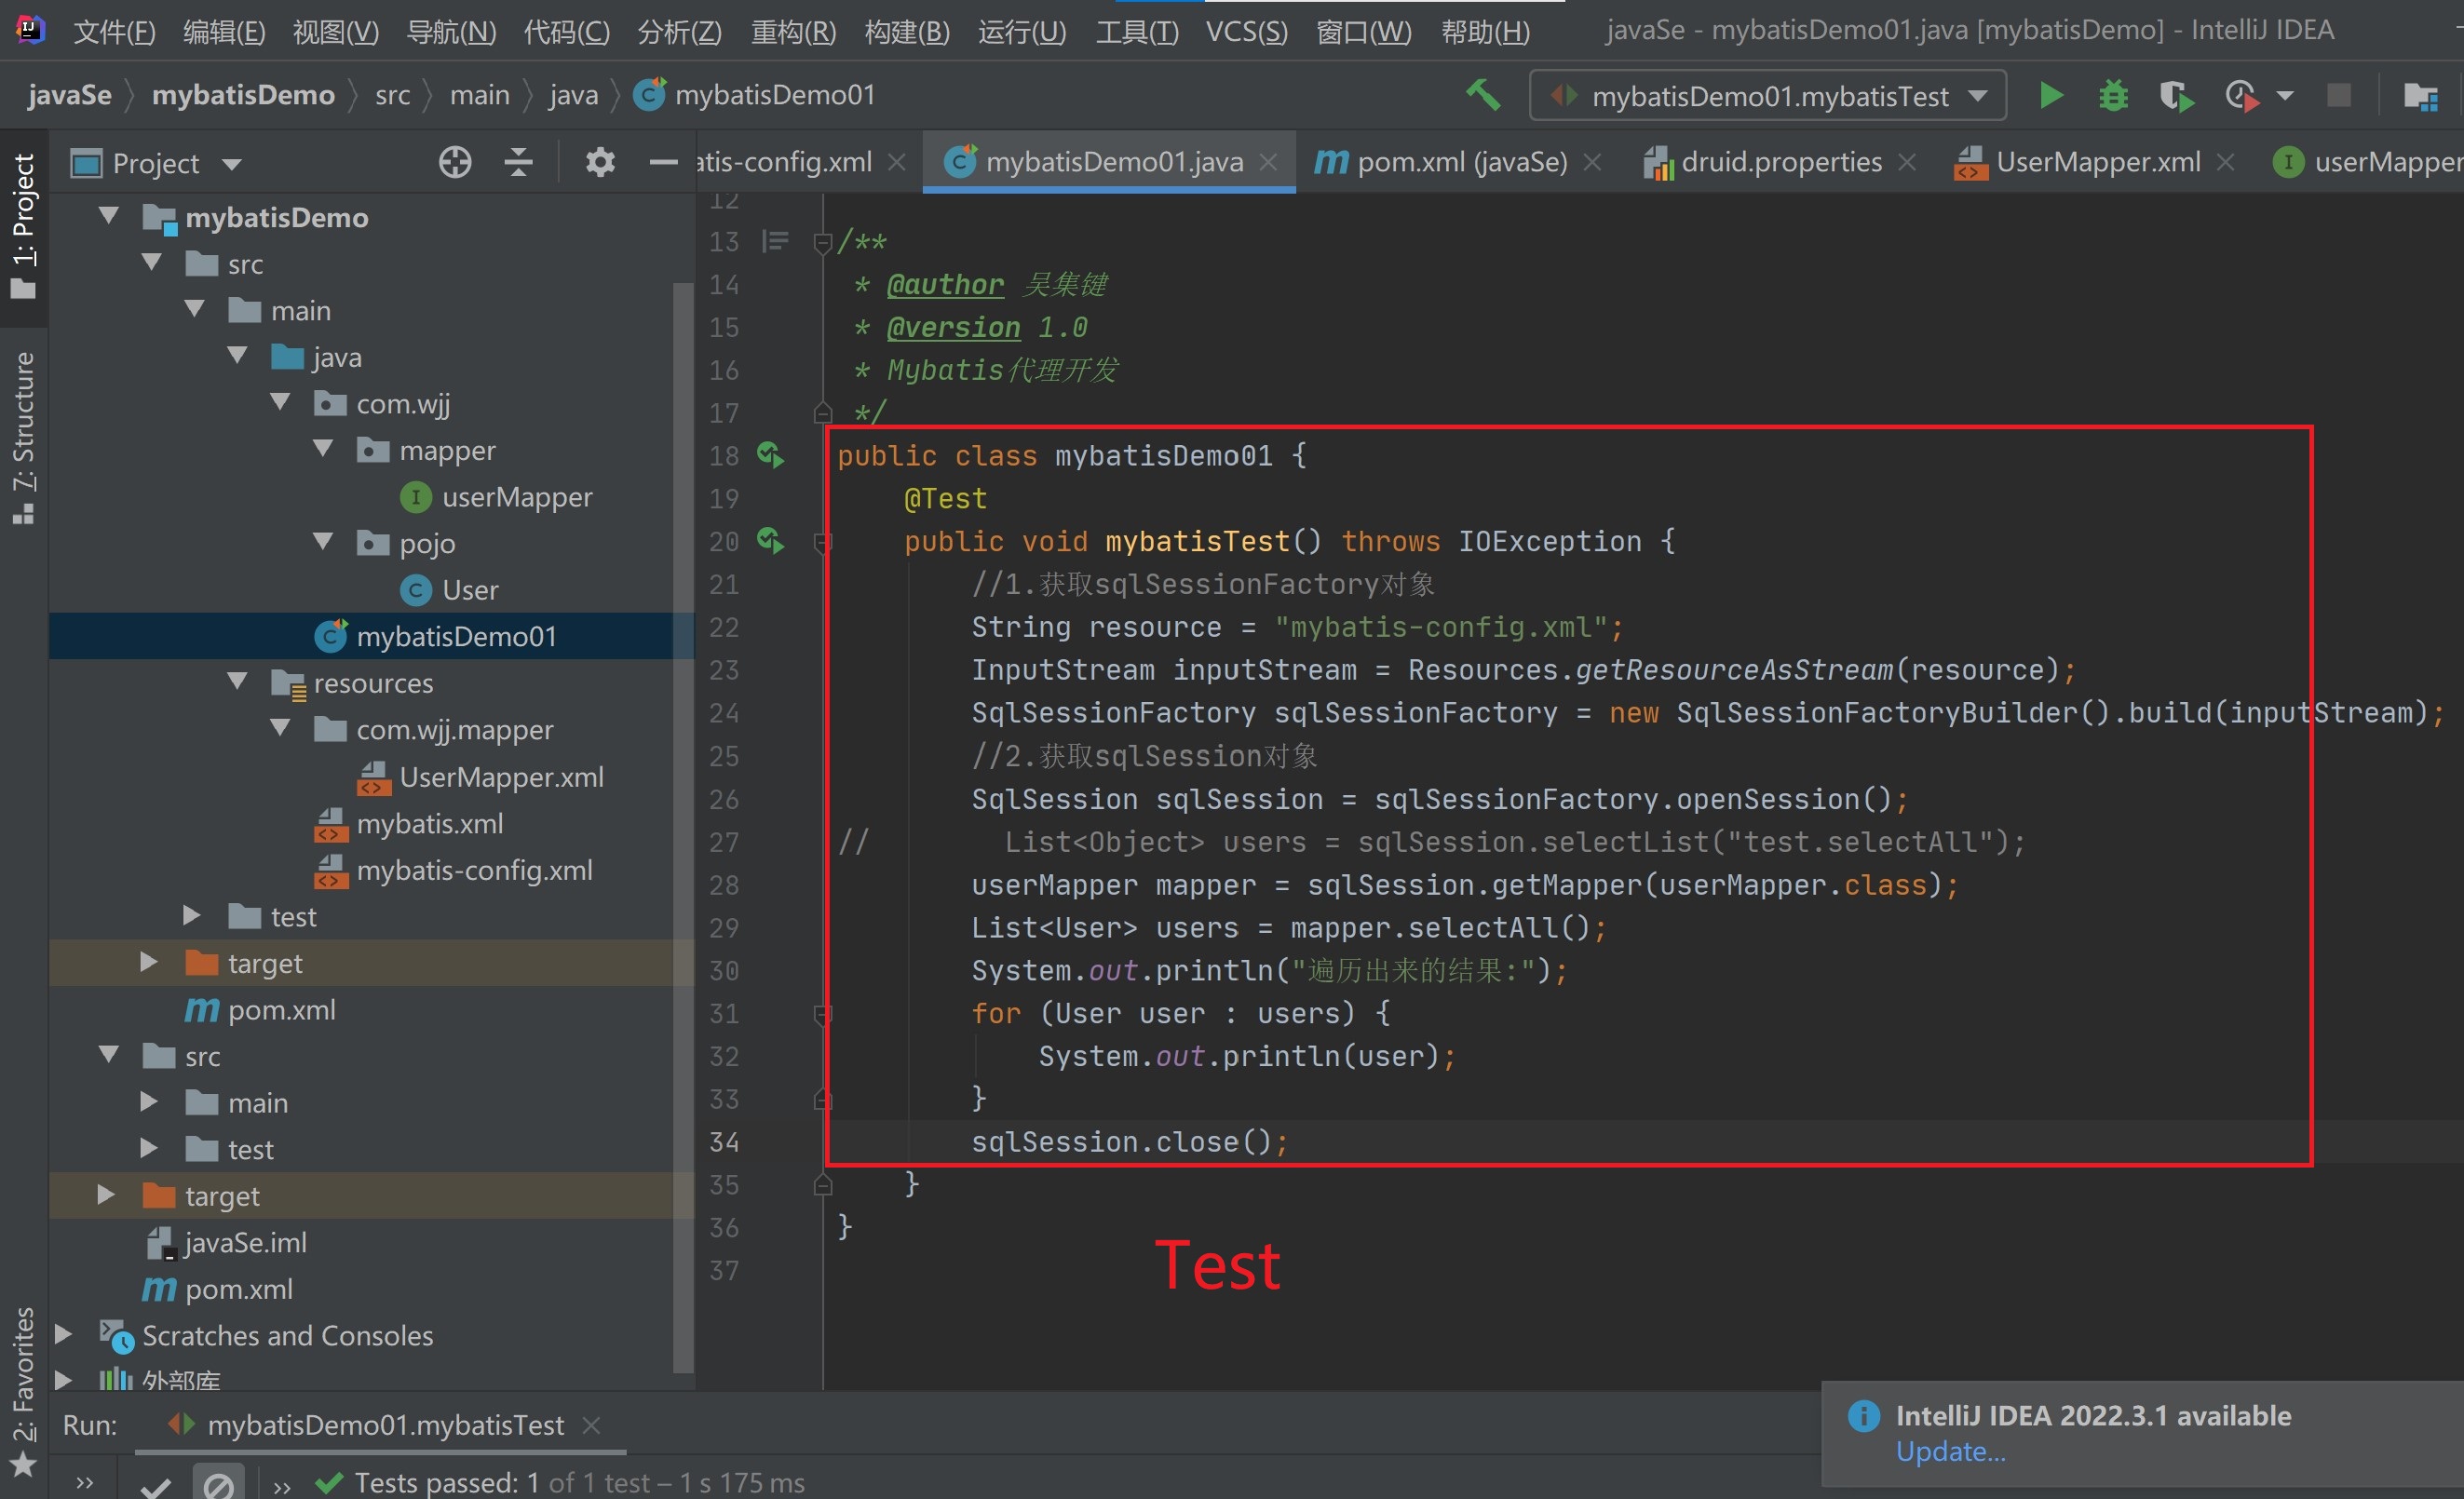 文件(F) 编辑(E) 视图(V) 导航(N) 代码(C) 分析(Z) 重构(R) 构建(B) 运行(U) 工具(T) VCS(S) 窗口(W) 帮助(H) javaSe - mybatisDemo01.java [mybatisDemo] - IntelliJ IDEA
javaSe mybatisDemo src main java mybatisDemo01 mybatisDemo01.mybatisTest
Project
atis-config.xml mybatisDemo01.java pom.xml (javaSe) druid.properties UserMapper.xml userMapper
1: Project
7: Structure
2: Favorites
mybatisDemo
src
main
java
com.wjj
mapper
userMapper
pojo
User
mybatisDemo01
resources
com.wjj.mapper
UserMapper.xml
mybatis.xml
mybatis-config.xml
test
target
pom.xml
src
main
test
target
javaSe.iml
pom.xml
Scratches and Consoles
外部库
12
13 /**
14 * @author 吴集键
15 * @version 1.0
16 * Mybatis代理开发
17 */
18 public class mybatisDemo01 {
19 @Test
20 public void mybatisTest() throws IOException {
21 //1.获取sqlSessionFactory对象
22 String resource = "mybatis-config.xml";
23 InputStream inputStream = Resources.getResourceAsStream(resource);
24 SqlSessionFactory sqlSessionFactory = new SqlSessionFactoryBuilder().build(inputStream);
25 //2.获取sqlSession对象
26 SqlSession sqlSession = sqlSessionFactory.openSession();
27 // List<Object> users = sqlSession.selectList("test.selectAll");
28 userMapper mapper = sqlSession.getMapper(userMapper.class);
29 List<User> users = mapper.selectAll();
30 System.out.println("遍历出来的结果:");
31 for (User user : users) {
32 System.out.println(user);
33 }
34 sqlSession.close();
35 }
36 }
37
Test
Run: mybatisDemo01.mybatisTest
Tests passed: 1 of 1 test – 1 s 175 ms
IntelliJ IDEA 2022.3.1 available
Update...